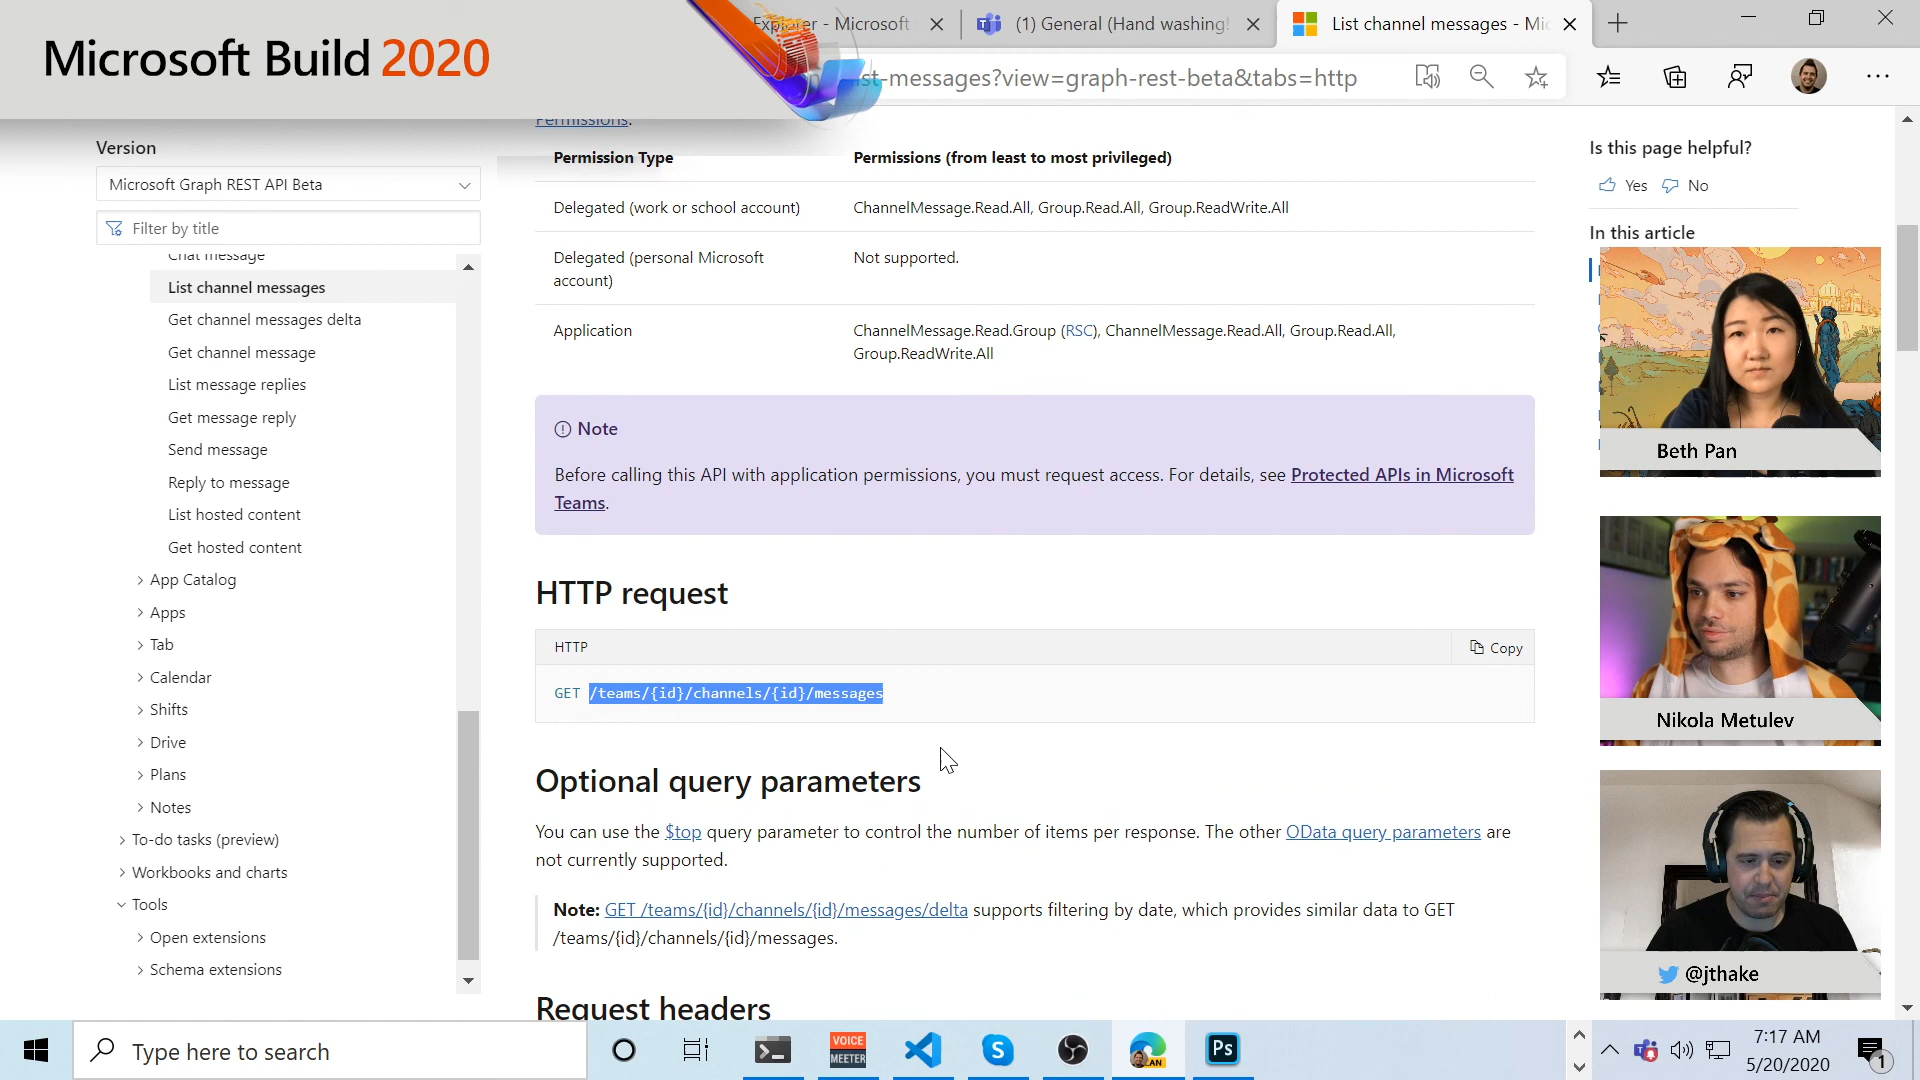 Microsoft Build 2020
Explorer - Microsoft
(1) General (Hand washing!
List channel messages - Mic
st-messages?view=graph-rest-beta&tabs=http
Version
Microsoft Graph REST API Beta
Filter by title
Chat message
List channel messages
Get channel messages delta
Get channel message
List message replies
Get message reply
Send message
Reply to message
List hosted content
Get hosted content
App Catalog
Apps
Tab
Calendar
Shifts
Drive
Plans
Notes
To-do tasks (preview)
Workbooks and charts
Tools
Open extensions
Schema extensions
Permissions.
Permission Type Permissions (from least to most privileged)
Delegated (work or school account) ChannelMessage.Read.All, Group.Read.All, Group.ReadWrite.All
Delegated (personal Microsoft Not supported.
account)
Application ChannelMessage.Read.Group (RSC), ChannelMessage.Read.All, Group.Read.All,
Group.ReadWrite.All
Note
Before calling this API with application permissions, you must request access. For details, see Protected APIs in Microsoft
Teams.
HTTP request
HTTP Copy
GET /teams/{id}/channels/{id}/messages
Optional query parameters
You can use the $top query parameter to control the number of items per response. The other OData query parameters are
not currently supported.
Note: GET /teams/{id}/channels/{id}/messages/delta supports filtering by date, which provides similar data to GET
/teams/{id}/channels/{id}/messages.
Request headers
Is this page helpful?
Yes No
In this article
Beth Pan
Nikola Metulev
@jthake
Type here to search
VOICE
MEETER
CAN
Ps
7:17 AM
5/20/2020
1